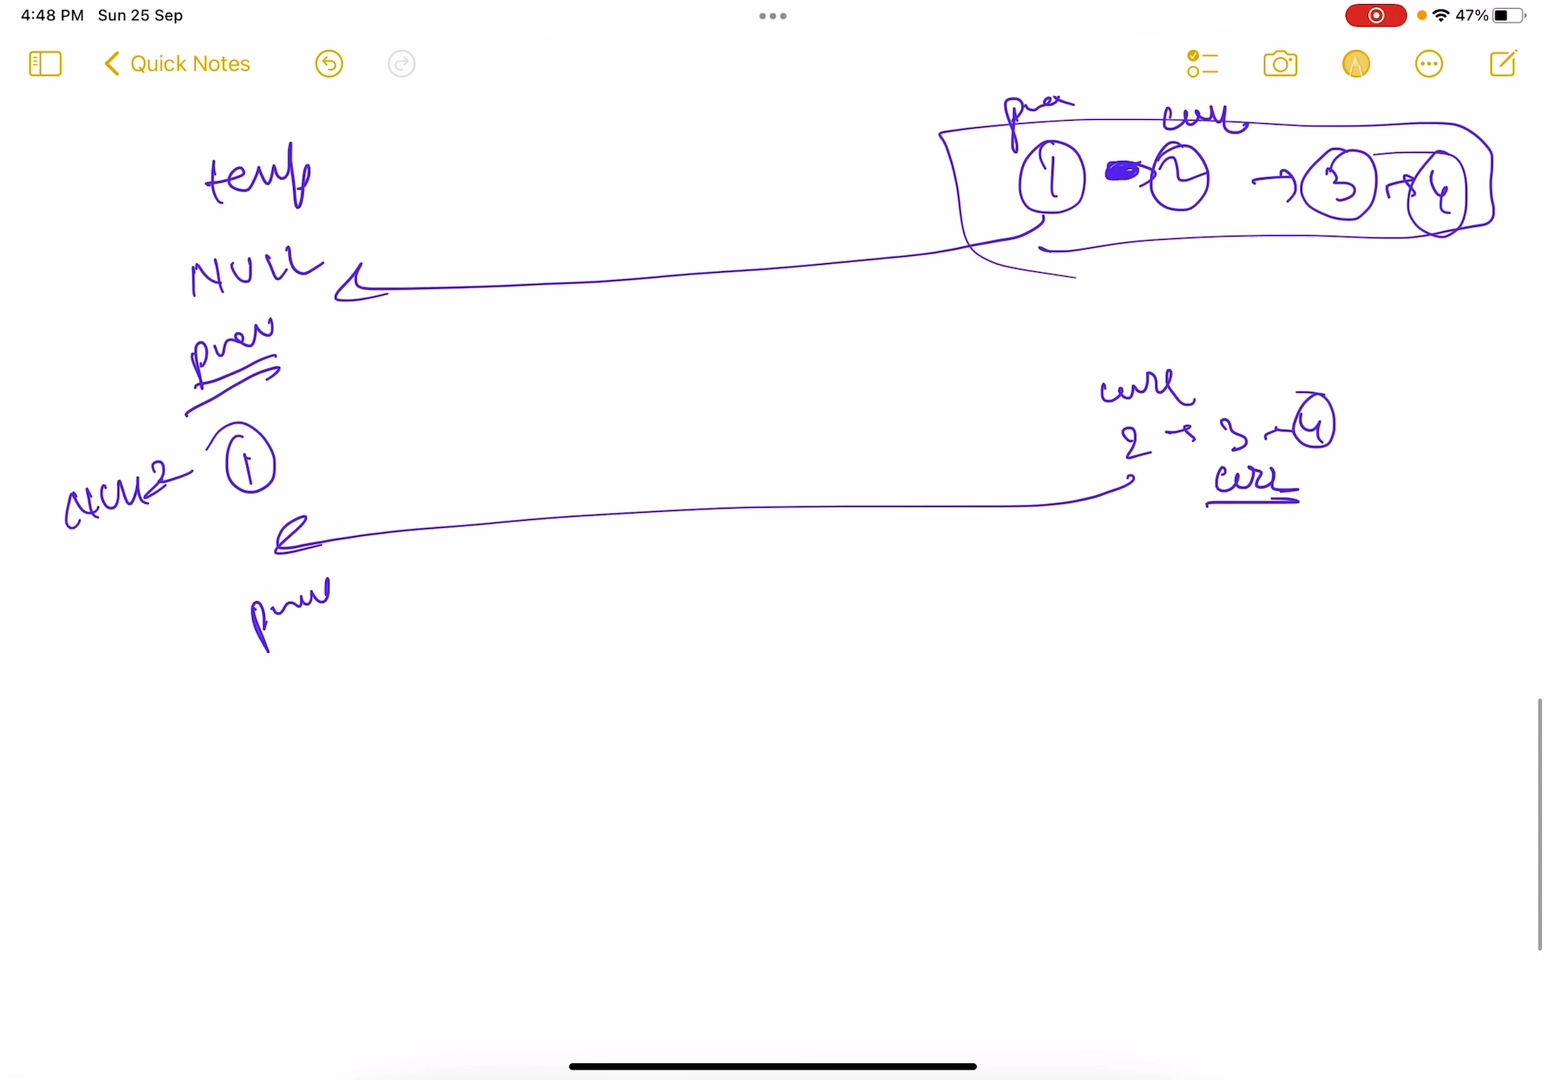 4:48 PM Sun 25 Sep
47%
Quick Notes
prev curr
temp
1 → 2 → 3 → 4
NULL
prev
curr
2 → 3 → 4
1
curr
prev